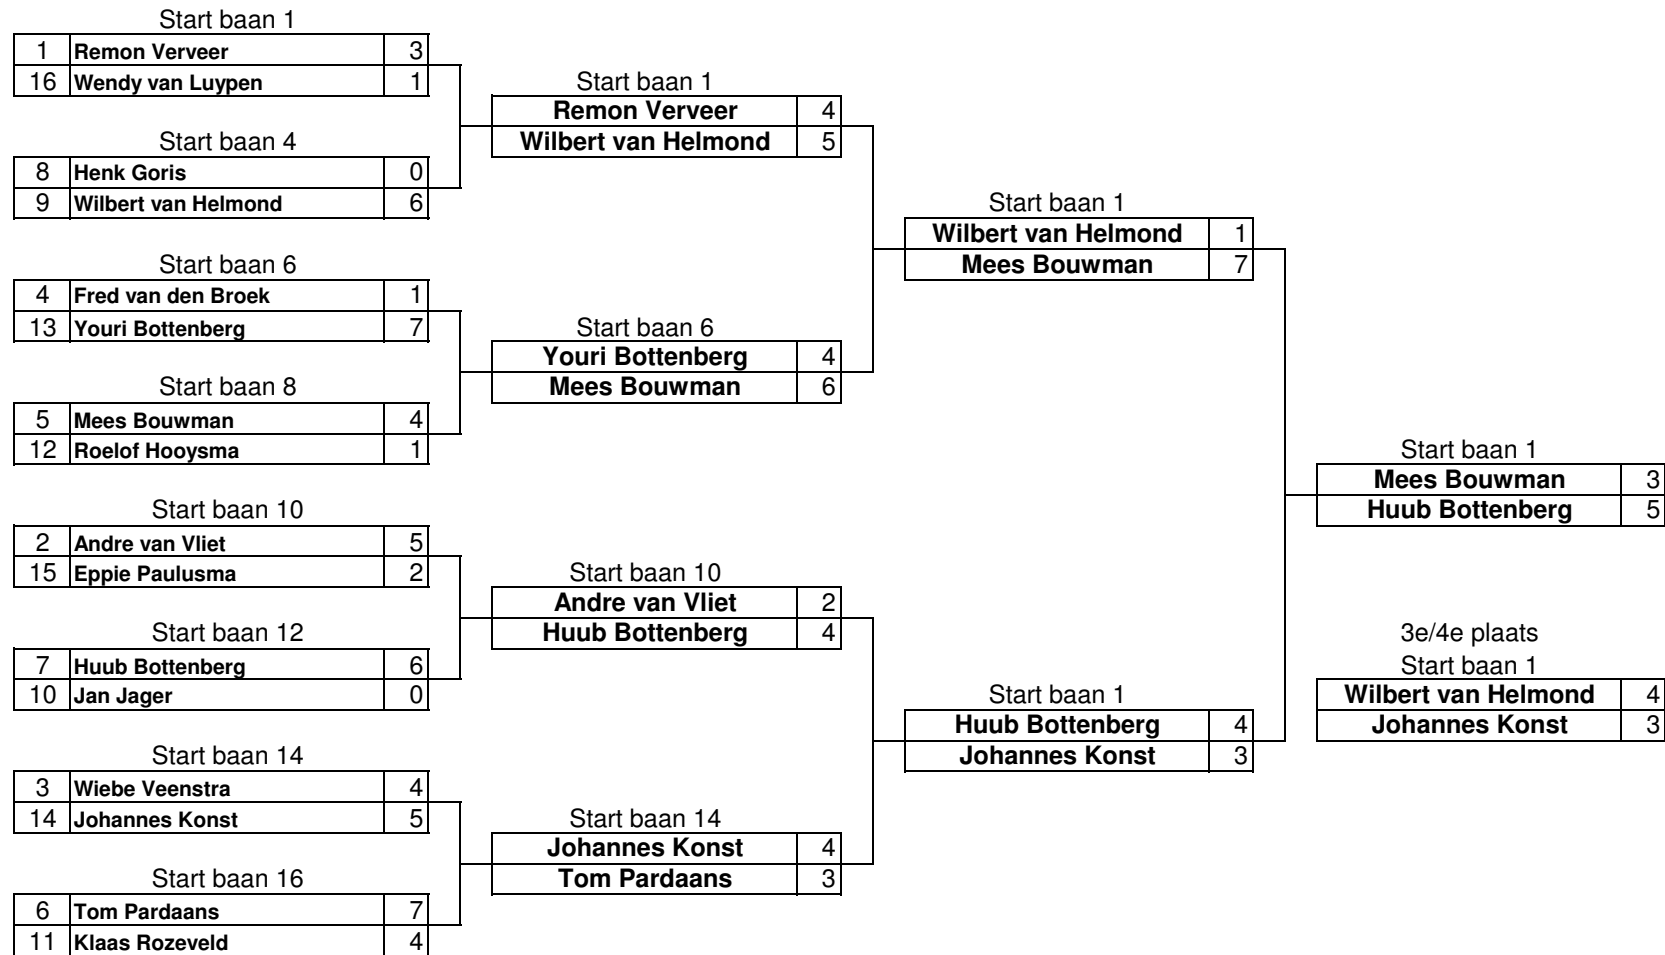 Start baan 1
1 Remon Verveer 3
16 Wendy van Luypen 1
Start baan 4
8 Henk Goris 0
9 Wilbert van Helmond 6
Start baan 6
4 Fred van den Broek 1
13 Youri Bottenberg 7
Start baan 8
5 Mees Bouwman 4
12 Roelof Hooysma 1
Start baan 10
2 Andre van Vliet 5
15 Eppie Paulusma 2
Start baan 12
7 Huub Bottenberg 6
10 Jan Jager 0
Start baan 14
3 Wiebe Veenstra 4
14 Johannes Konst 5
Start baan 16
6 Tom Pardaans 7
11 Klaas Rozeveld 4
Start baan 1
Remon Verveer 4
Wilbert van Helmond 5
Start baan 6
Youri Bottenberg 4
Mees Bouwman 6
Start baan 10
Andre van Vliet 2
Huub Bottenberg 4
Start baan 14
Johannes Konst 4
Tom Pardaans 3
Start baan 1
Wilbert van Helmond 1
Mees Bouwman 7
Start baan 1
Huub Bottenberg 4
Johannes Konst 3
Start baan 1
Mees Bouwman 3
Huub Bottenberg 5
3e/4e plaats
Start baan 1
Wilbert van Helmond 4
Johannes Konst 3